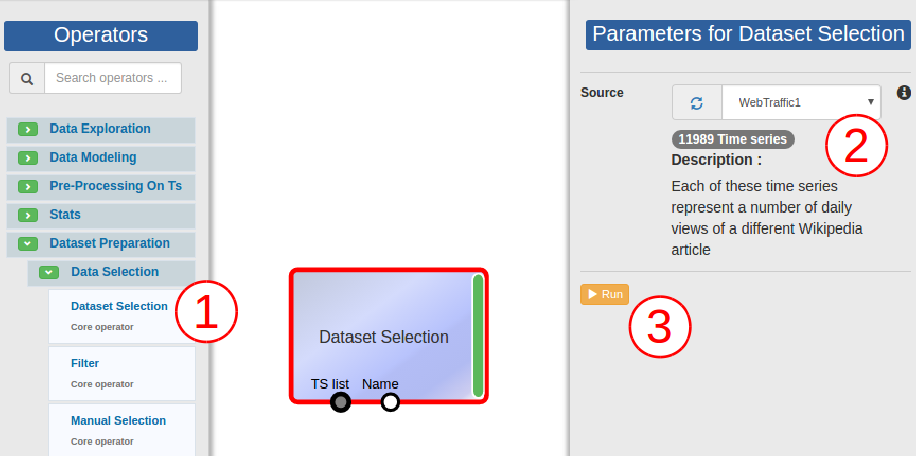 Operators
Search operators ...
Data Exploration
Data Modeling
Pre-Processing On Ts
Stats
Dataset Preparation
Data Selection
Dataset Selection
Core operator
Filter
Core operator
Manual Selection
Core operator
1
Dataset Selection
TS list Name
Parameters for Dataset Selection
Source
WebTraffic1
2
11989 Time series
Description :
Each of these time series
represent a number of daily
views of a different Wikipedia
article
Run
3